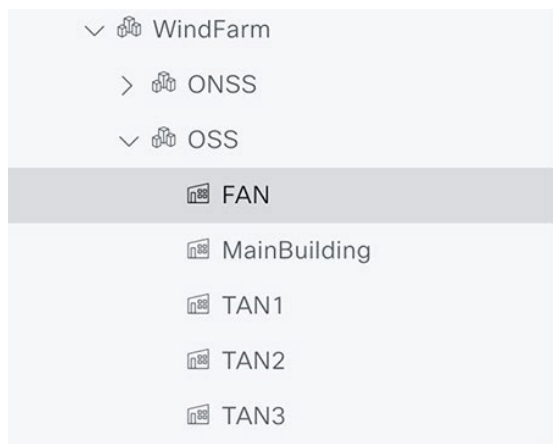 WindFarm
ONSS
OSS
FAN
MainBuilding
TAN1
TAN2
TAN3